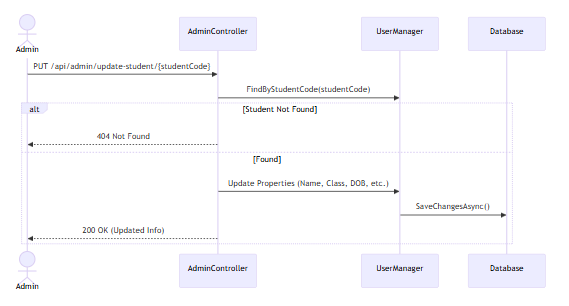 Admin
AdminController
UserManager
Database
PUT /api/admin/update-student/{studentCode}
FindByStudentCode(studentCode)
alt
[Student Not Found]
404 Not Found
[Found]
Update Properties (Name, Class, DOB, etc.)
SaveChangesAsync()
200 OK (Updated Info)
Admin
AdminController
UserManager
Database